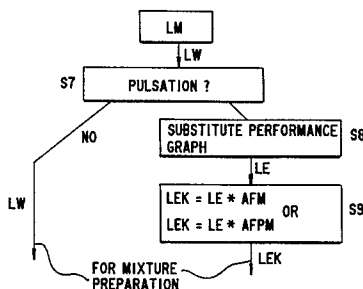 LM
LW
S7
PULSATION ?
NO
SUBSTITUTE PERFORMANCE
GRAPH
S8
LE
LW
LEK = LE * AFM
OR
LEK = LE * AFPM
S9
LEK
FOR MIXTURE
PREPARATION